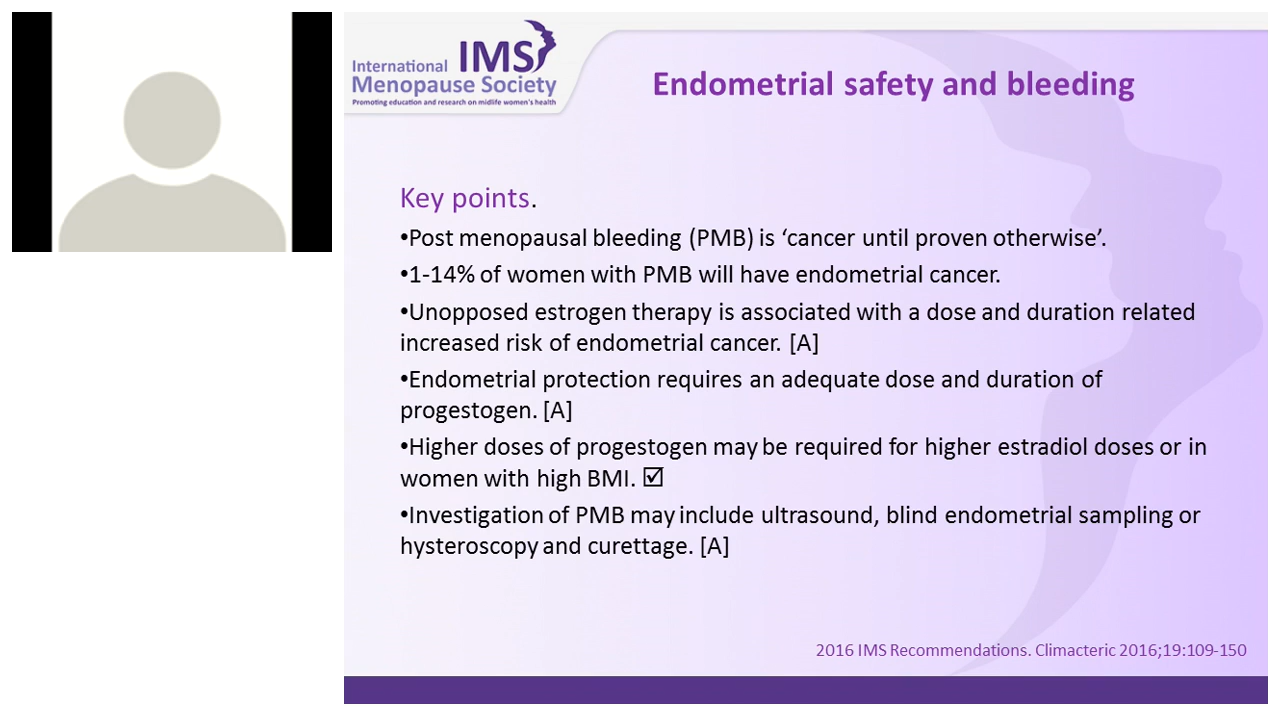 IMS
International
Menopause Society
Promoting education and research on midlife women's health
Endometrial safety and bleeding
Key points.
•Post menopausal bleeding (PMB) is ‘cancer until proven otherwise’.
•1-14% of women with PMB will have endometrial cancer.
•Unopposed estrogen therapy is associated with a dose and duration related
increased risk of endometrial cancer. [A]
•Endometrial protection requires an adequate dose and duration of
progestogen. [A]
•Higher doses of progestogen may be required for higher estradiol doses or in
women with high BMI. ☑
•Investigation of PMB may include ultrasound, blind endometrial sampling or
hysteroscopy and curettage. [A]
2016 IMS Recommendations. Climacteric 2016;19:109-150